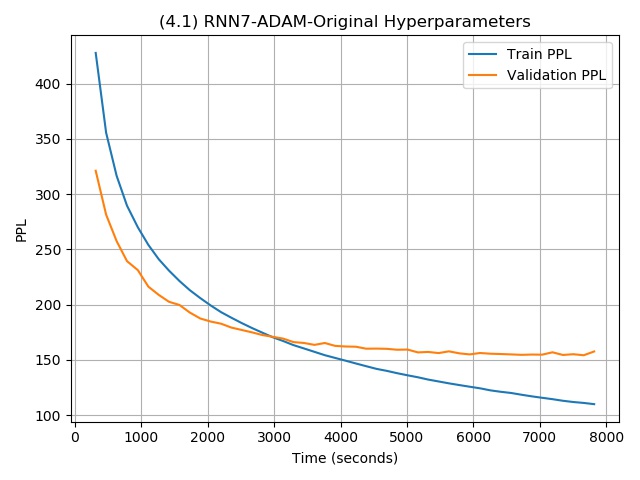 (4.1) RNN7-ADAM-Original Hyperparameters
Train PPL
Validation PPL
PPL
400
350
300
250
200
150
100
0 1000 2000 3000 4000 5000 6000 7000 8000
Time (seconds)